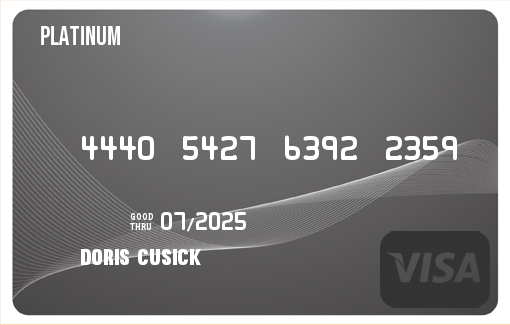 PLATINUM
4440 5427 6392 2359
GOOD THRU 07/2025
DORIS CUSICK
VISA